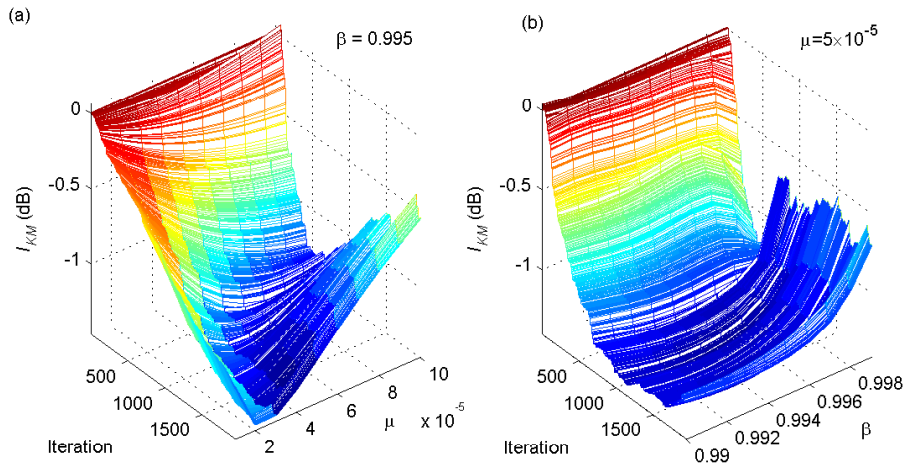 (a)
β = 0.995
0
-0.5
-1
I_KM (dB)
500
1000
1500
Iteration
2
4
6
8
10
μ
x 10^-5
(b)
μ=5×10^-5
0
-0.5
-1
I_KM (dB)
500
1000
1500
Iteration
0.99
0.992
0.994
0.996
0.998
β